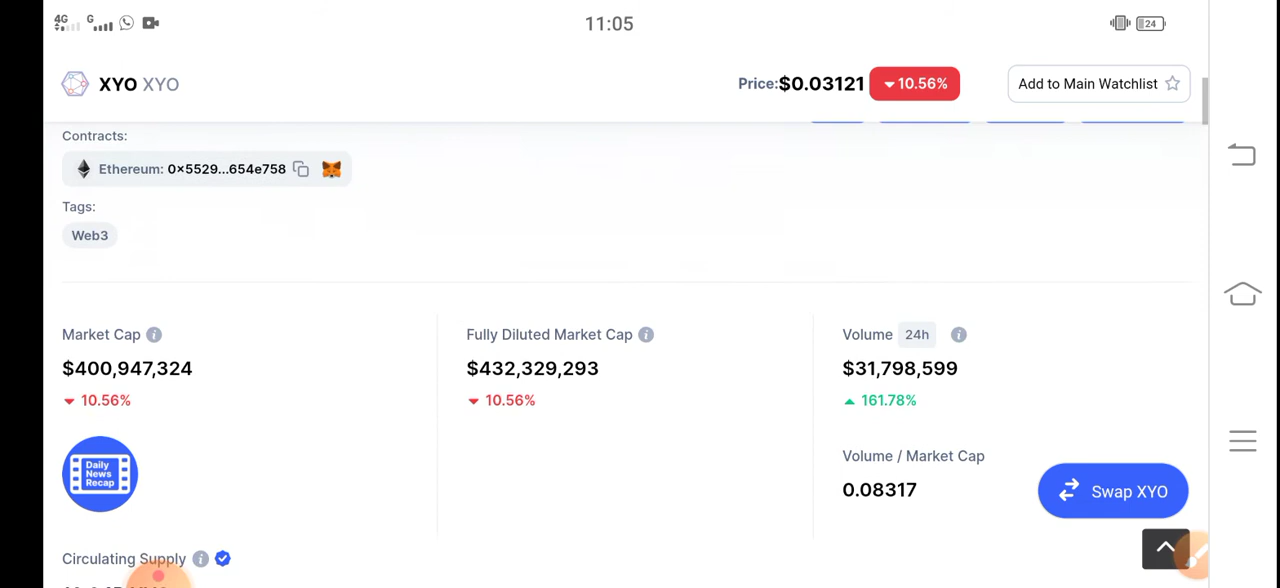 4G G 11:05 24
XYO XYO Price:$0.03121 10.56% Add to Main Watchlist
Contracts:
Ethereum: 0x5529...654e758
Tags:
Web3
Market Cap Fully Diluted Market Cap Volume 24h
$400,947,324 $432,329,293 $31,798,599
10.56% 10.56% 161.78%
Daily
News
Recap
Volume / Market Cap
0.08317
Swap XYO
Circulating Supply